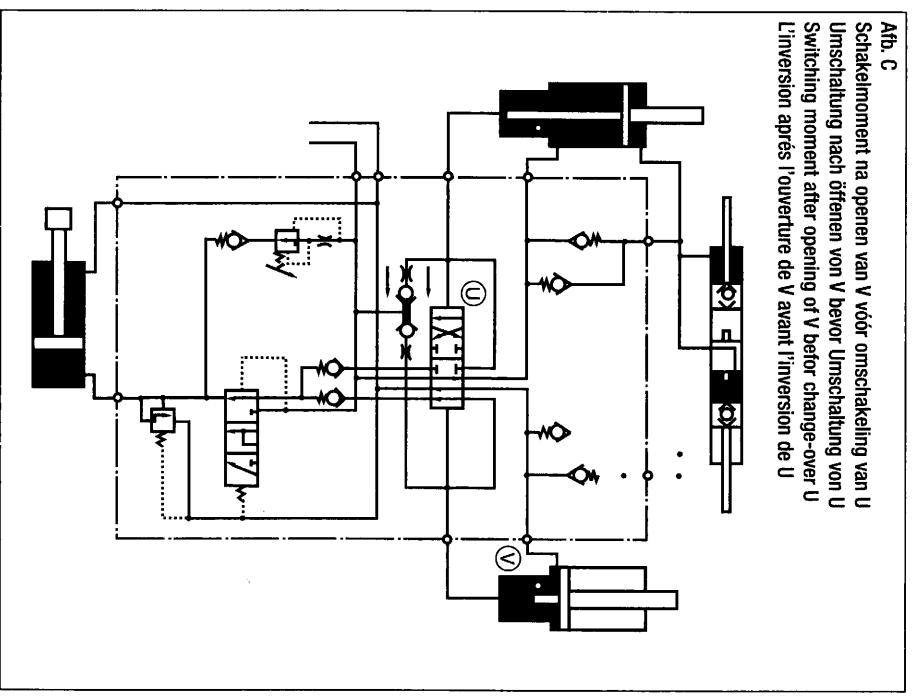 Afb. C
Schakelmoment na openen van V vóór omschakeling van U
Umschaltung nach öffenen von V bevor Umschaltung von U
Switching moment after opening of V befor change-over U
L'inversion aprés l'ouverture de V avant l'inversion de U
U
V